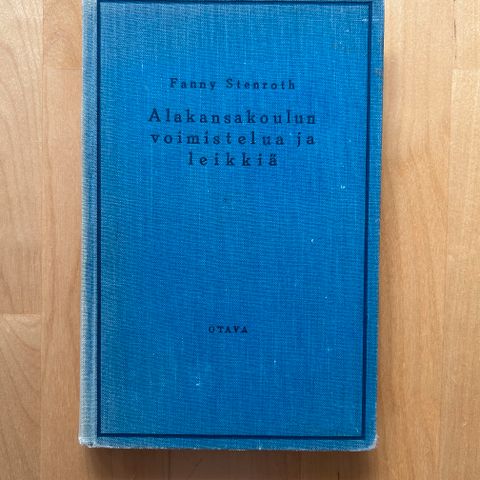 Fanny Stenroth
Alakansakoulun
voimistelua ja
leikkiä
OTAVA